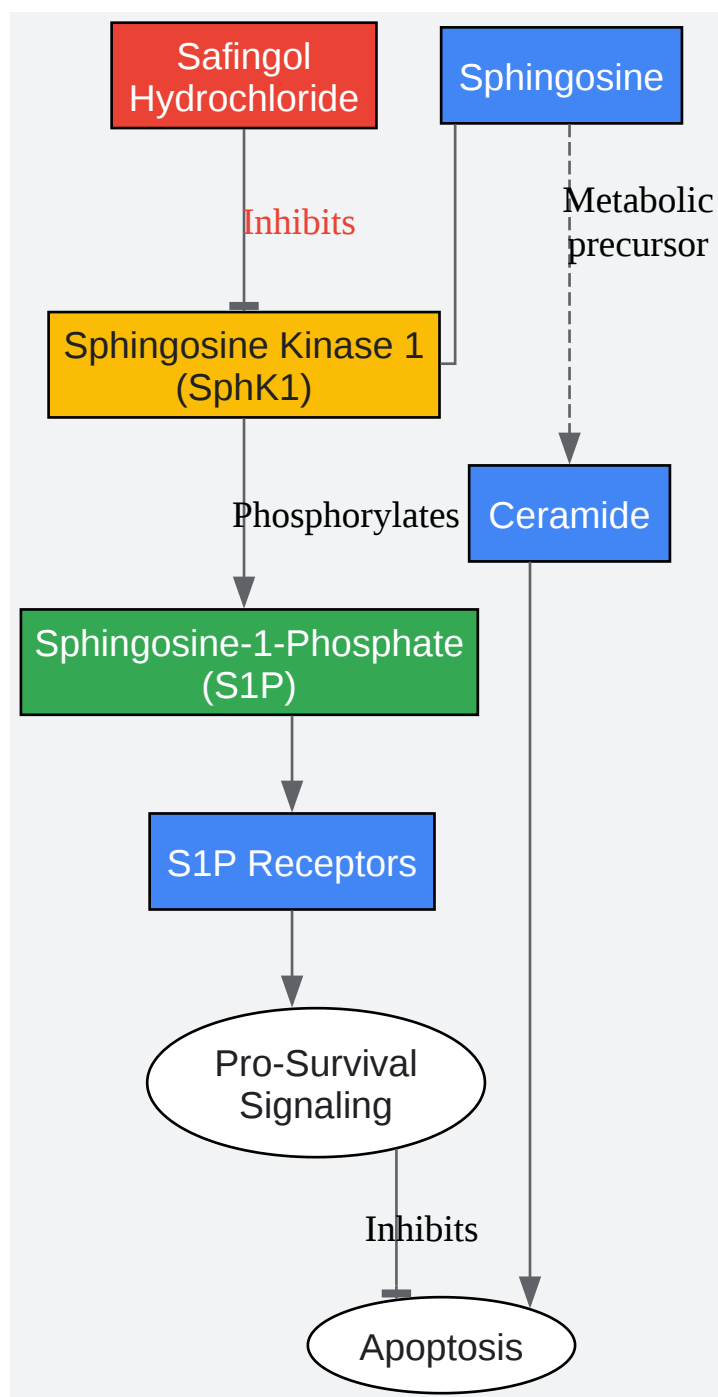 Safingol
Hydrochloride
Sphingosine
Inhibits
Metabolic
precursor
Sphingosine Kinase 1
(SphK1)
Phosphorylates
Ceramide
Sphingosine-1-Phosphate
(S1P)
S1P Receptors
Pro-Survival
Signaling
Inhibits
Apoptosis